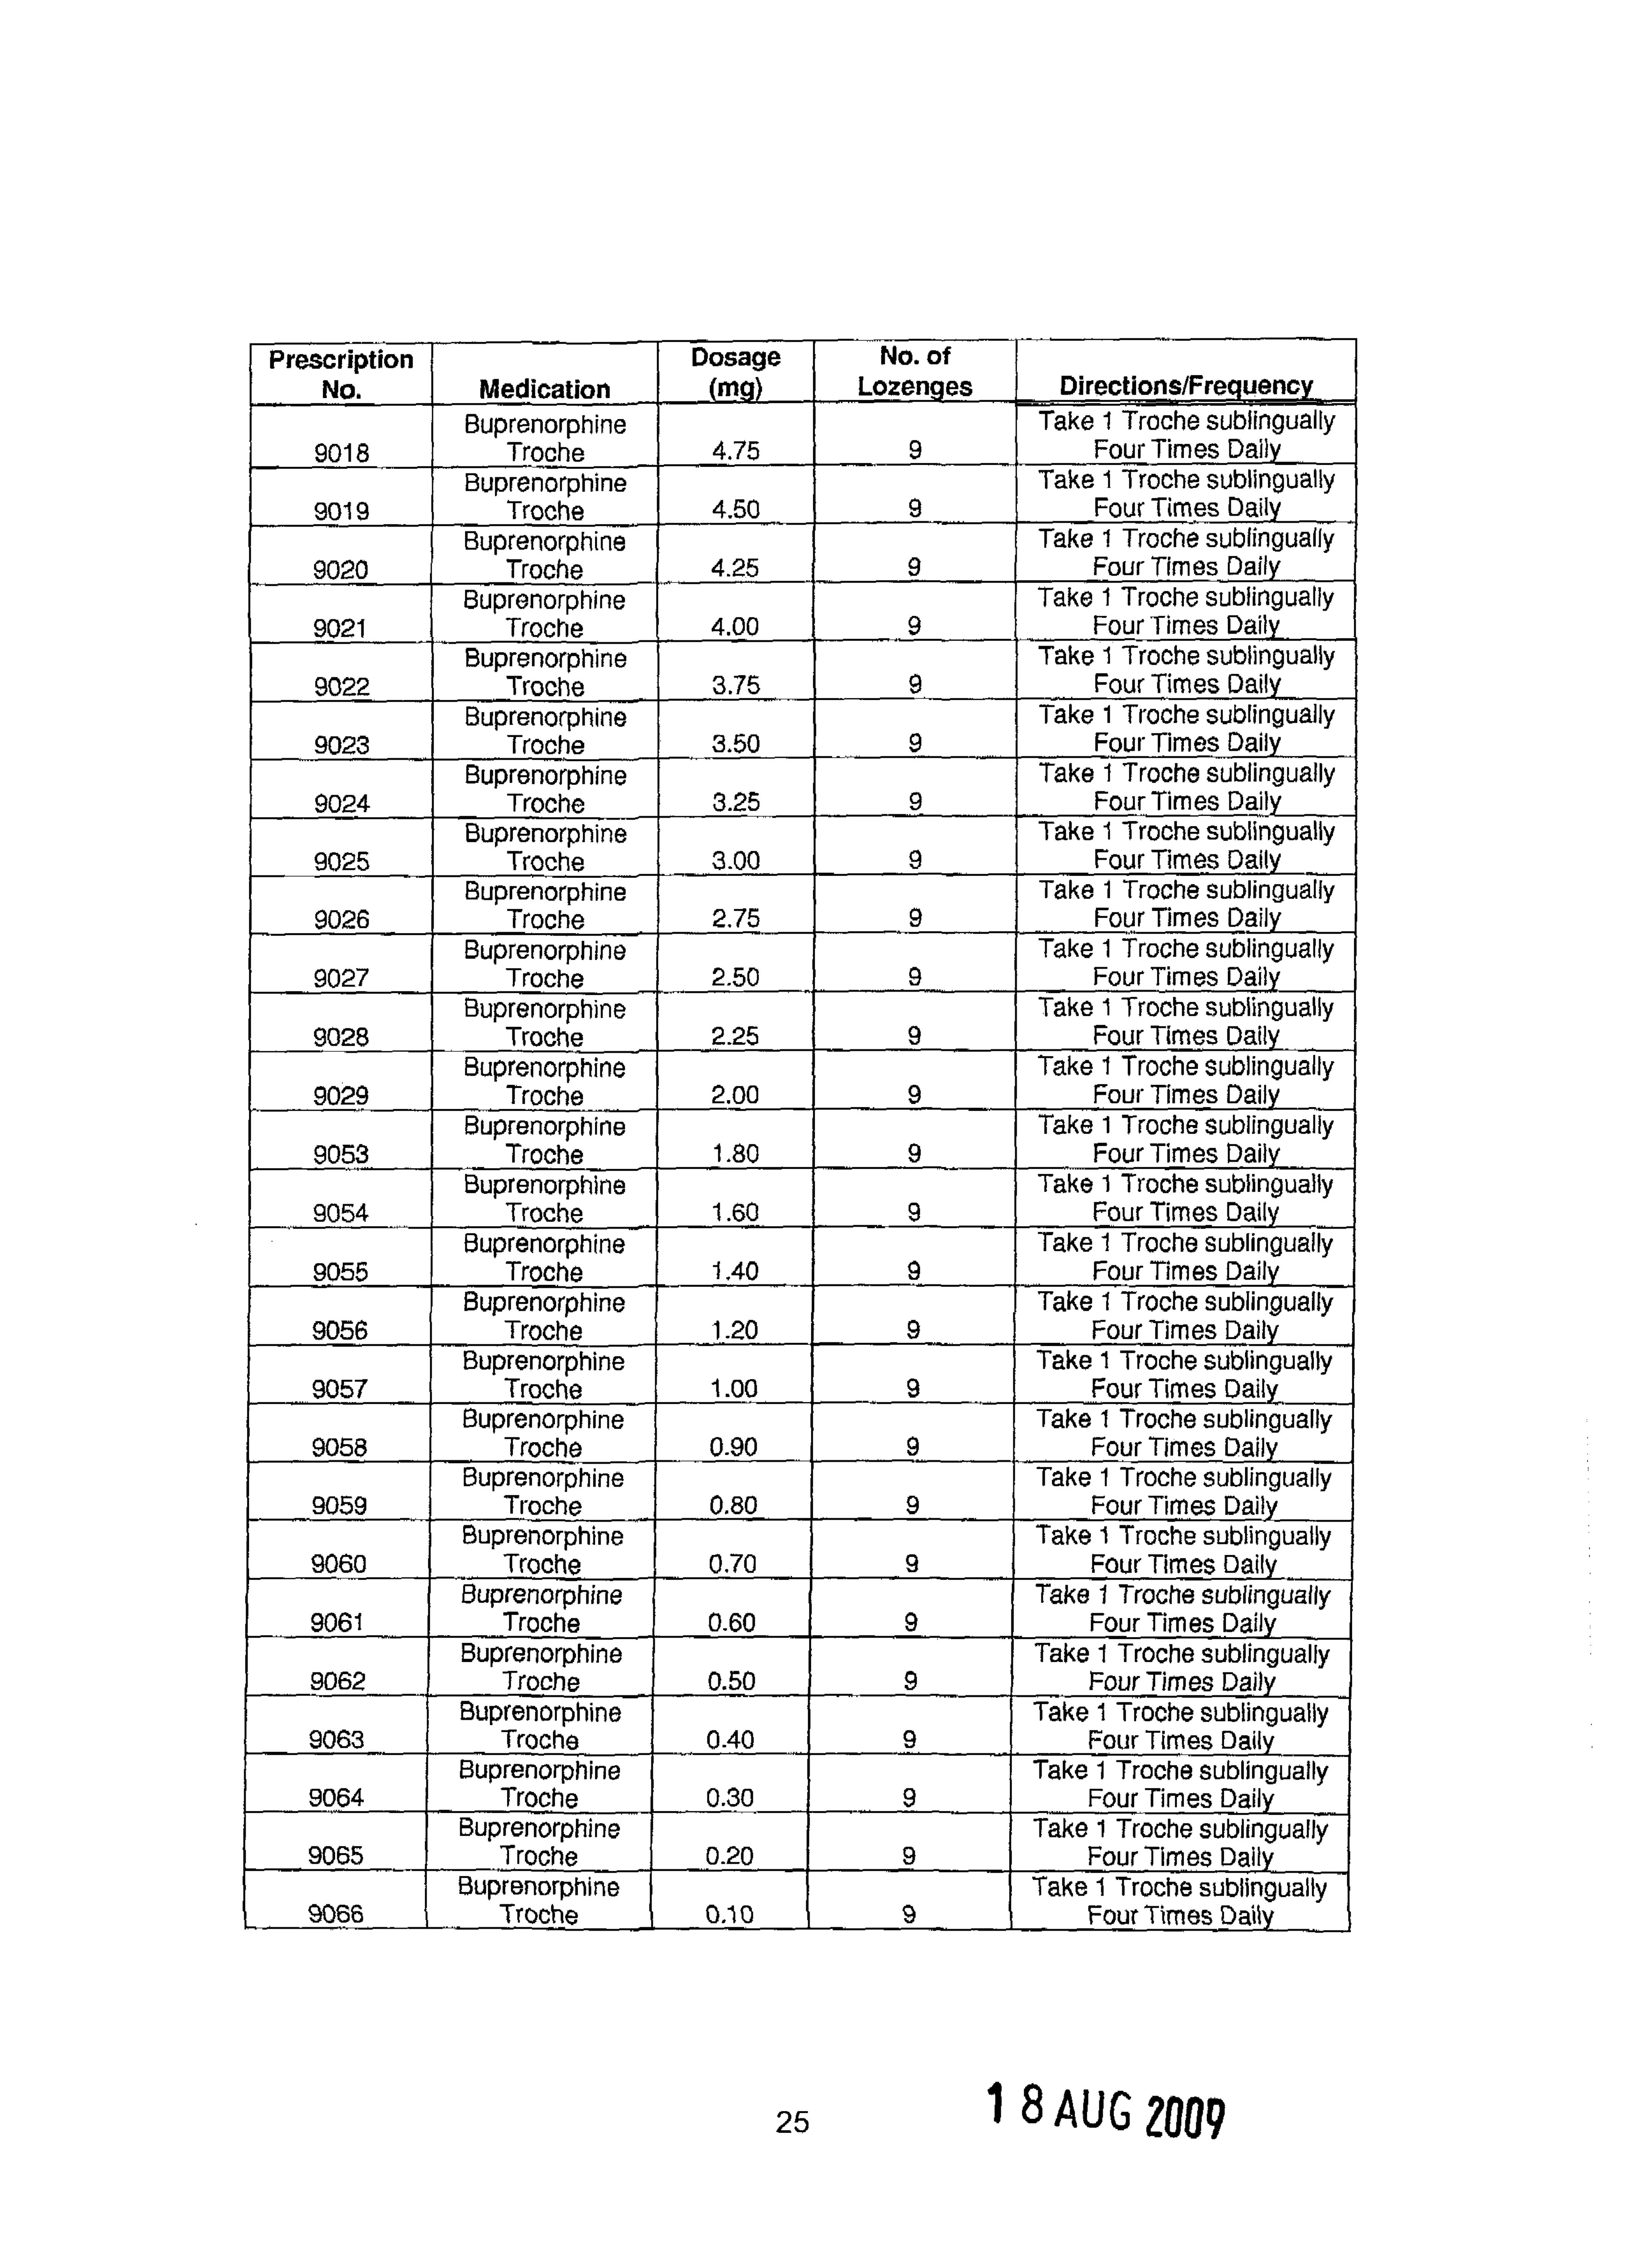 Prescription No. Medication Dosage (mg) No. of Lozenges Directions/Frequency
9018 Buprenorphine Troche 4.75 9 Take 1 Troche sublingually Four Times Daily
9019 Buprenorphine Troche 4.50 9 Take 1 Troche sublingually Four Times Daily
9020 Buprenorphine Troche 4.25 9 Take 1 Troche sublingually Four Times Daily
9021 Buprenorphine Troche 4.00 9 Take 1 Troche sublingually Four Times Daily
9022 Buprenorphine Troche 3.75 9 Take 1 Troche sublingually Four Times Daily
9023 Buprenorphine Troche 3.50 9 Take 1 Troche sublingually Four Times Daily
9024 Buprenorphine Troche 3.25 9 Take 1 Troche sublingually Four Times Daily
9025 Buprenorphine Troche 3.00 9 Take 1 Troche sublingually Four Times Daily
9026 Buprenorphine Troche 2.75 9 Take 1 Troche sublingually Four Times Daily
9027 Buprenorphine Troche 2.50 9 Take 1 Troche sublingually Four Times Daily
9028 Buprenorphine Troche 2.25 9 Take 1 Troche sublingually Four Times Daily
9029 Buprenorphine Troche 2.00 9 Take 1 Troche sublingually Four Times Daily
9053 Buprenorphine Troche 1.80 9 Take 1 Troche sublingually Four Times Daily
9054 Buprenorphine Troche 1.60 9 Take 1 Troche sublingually Four Times Daily
9055 Buprenorphine Troche 1.40 9 Take 1 Troche sublingually Four Times Daily
9056 Buprenorphine Troche 1.20 9 Take 1 Troche sublingually Four Times Daily
9057 Buprenorphine Troche 1.00 9 Take 1 Troche sublingually Four Times Daily
9058 Buprenorphine Troche 0.90 9 Take 1 Troche sublingually Four Times Daily
9059 Buprenorphine Troche 0.80 9 Take 1 Troche sublingually Four Times Daily
9060 Buprenorphine Troche 0.70 9 Take 1 Troche sublingually Four Times Daily
9061 Buprenorphine Troche 0.60 9 Take 1 Troche sublingually Four Times Daily
9062 Buprenorphine Troche 0.50 9 Take 1 Troche sublingually Four Times Daily
9063 Buprenorphine Troche 0.40 9 Take 1 Troche sublingually Four Times Daily
9064 Buprenorphine Troche 0.30 9 Take 1 Troche sublingually Four Times Daily
9065 Buprenorphine Troche 0.20 9 Take 1 Troche sublingually Four Times Daily
9066 Buprenorphine Troche 0.10 9 Take 1 Troche sublingually Four Times Daily
25
18 AUG 2009